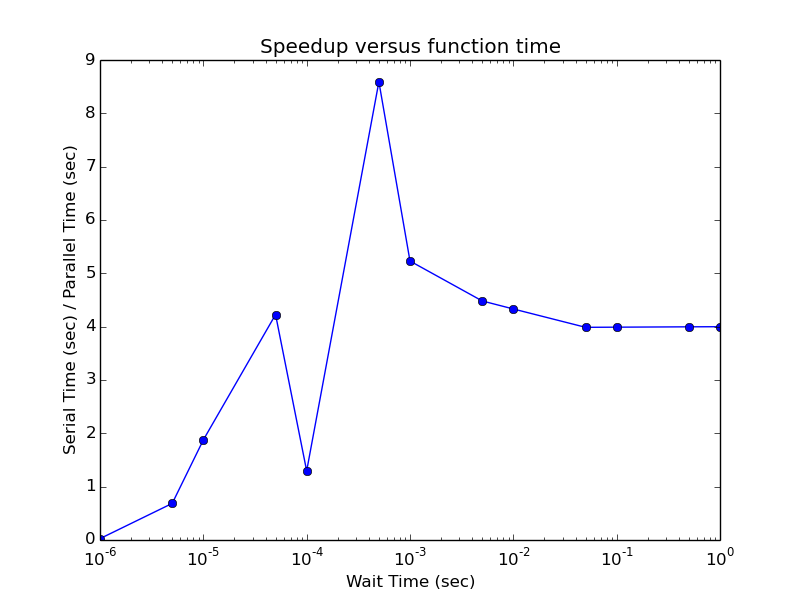 Speedup versus function time
9
8
7
6
5
4
3
2
1
0
Serial Time (sec) / Parallel Time (sec)
10^-6 10^-5 10^-4 10^-3 10^-2 10^-1 10^0
Wait Time (sec)